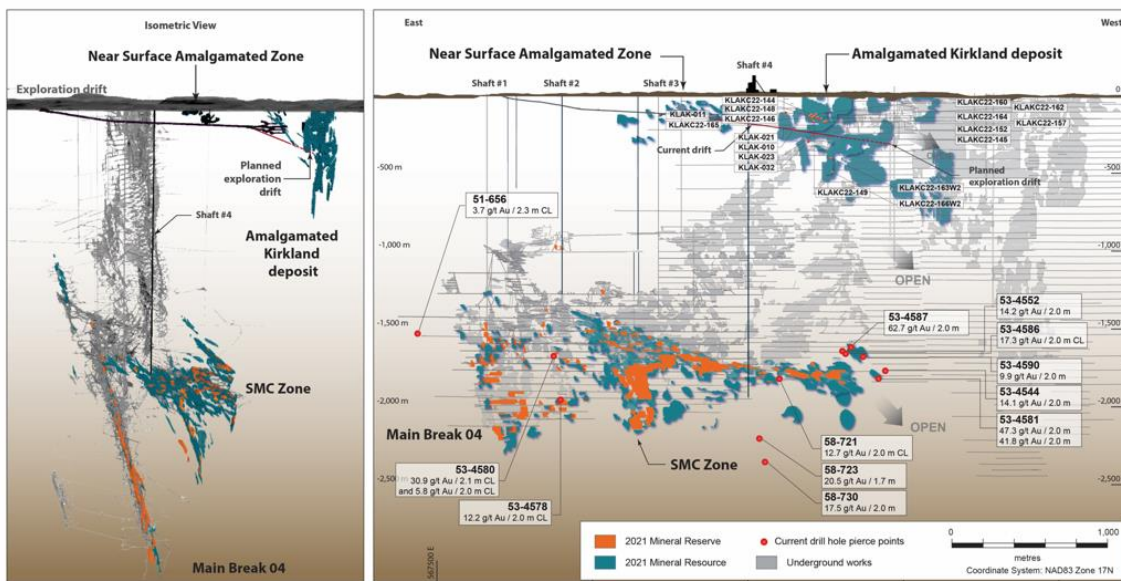 Isometric View
Near Surface Amalgamated Zone
Exploration drift
Planned
exploration
drift
Shaft #4
Amalgamated
Kirkland
deposit
SMC Zone
Main Break 04
East
West
Near Surface Amalgamated Zone
Amalgamated Kirkland deposit
Shaft #1
Shaft #2
Shaft #3
Shaft #4
0
-500 m
-1,000 m
-1,500 m
-2,000 m
-2,500 m
-500
-1,000
-1,500
-2,000
-2,500
KLAK-011
KLAKC22-165
KLAKC22-144
KLAKC22-148
KLAKC22-146
Current drift
KLAK-021
KLAK-010
KLAK-023
KLAK-032
KLAKC22-160
KLAKC22-162
KLAKC22-164
KLAKC22-157
KLAKC22-152
KLAKC22-145
Planned
exploration drift
KLAKC22-149
KLAKC22-163W2
KLAKC22-166W2
OPEN
51-656
3.7 g/t Au / 2.3 m CL
53-4587
62.7 g/t Au / 2.0 m
53-4552
14.2 g/t Au / 2.0 m
53-4586
17.3 g/t Au / 2.0 m CL
53-4590
9.9 g/t Au / 2.0 m
53-4544
14.1 g/t Au / 2.0 m
53-4581
47.3 g/t Au / 2.0 m
41.8 g/t Au / 2.0 m
OPEN
Main Break 04
SMC Zone
53-4580
30.9 g/t Au / 2.1 m CL
and 5.8 g/t Au / 2.0 m CL
53-4578
12.2 g/t Au / 2.0 m CL
58-721
12.7 g/t Au / 2.0 m CL
58-723
20.5 g/t Au / 1.7 m
58-730
17.5 g/t Au / 2.0 m
567500 E
2021 Mineral Reserve
2021 Mineral Resource
Current drill hole pierce points
Underground works
0
1,000
metres
Coordinate System: NAD83 Zone 17N